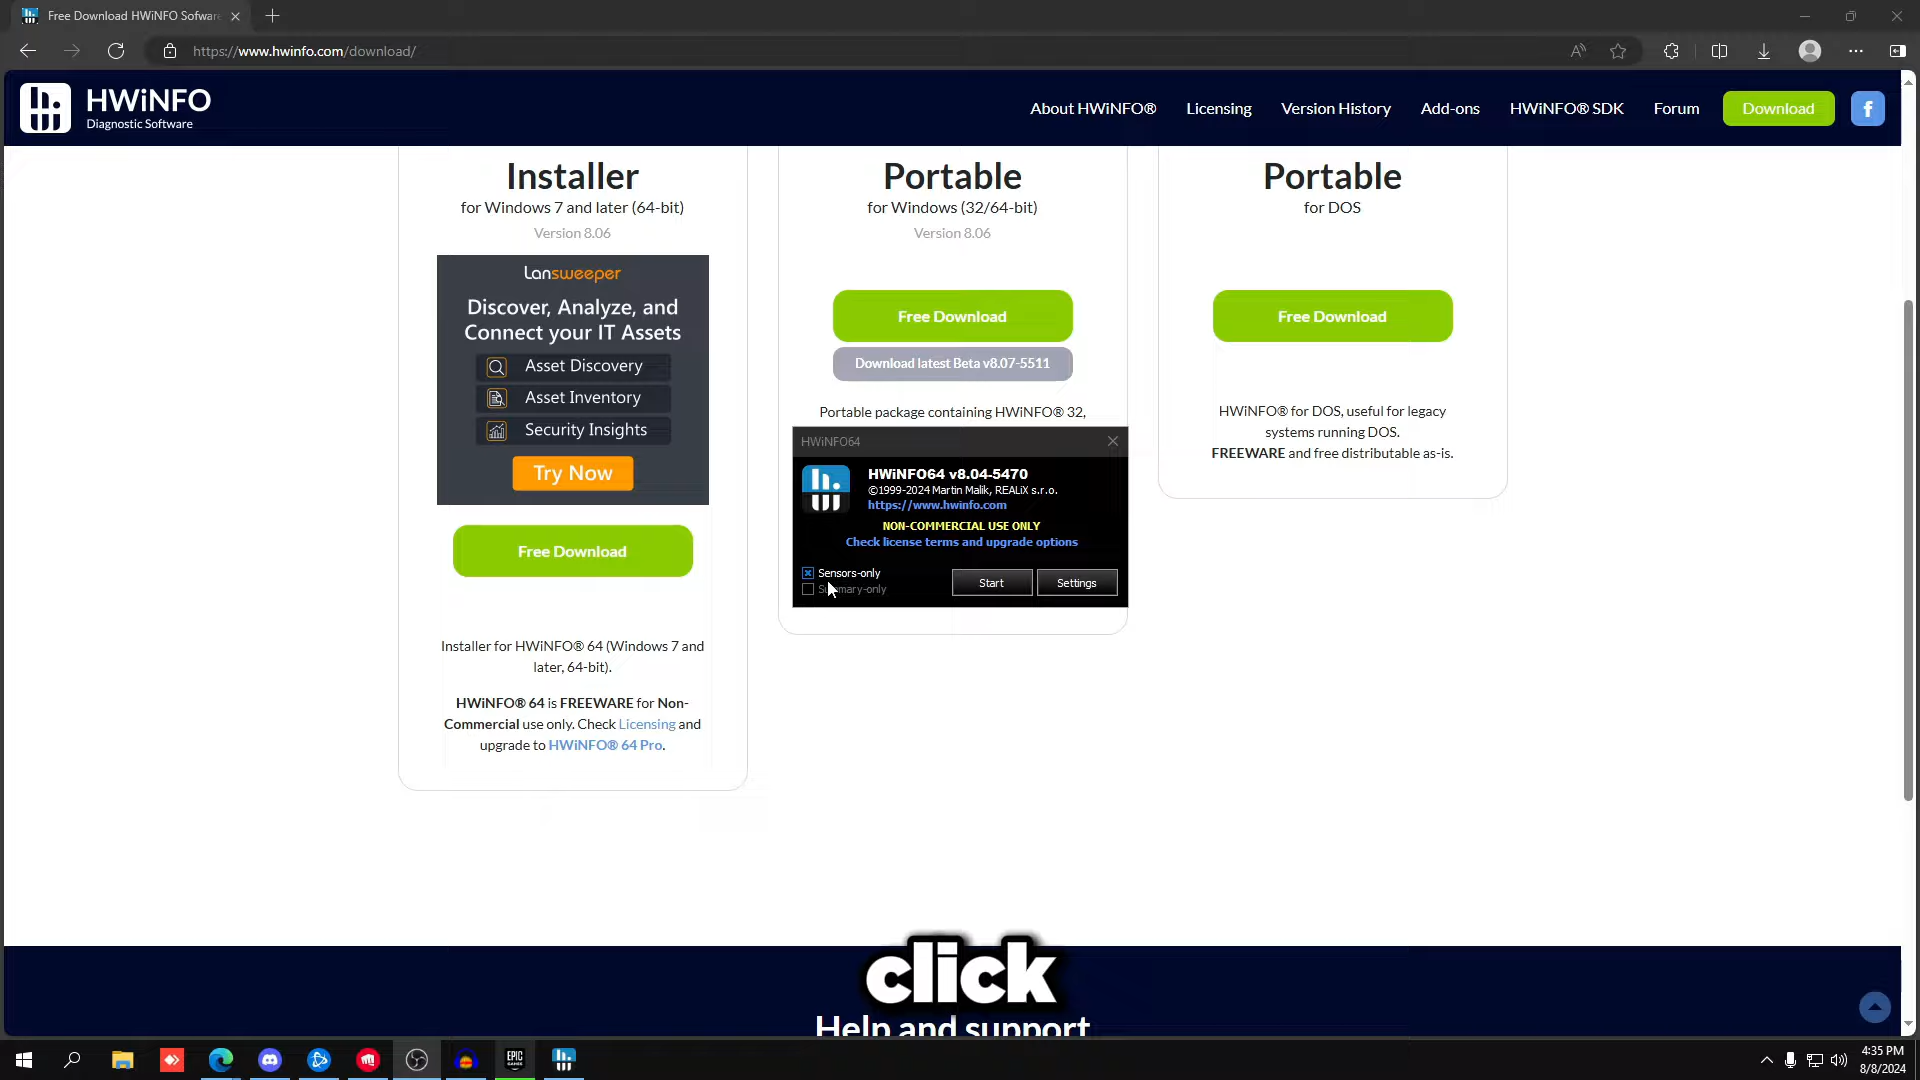 Free Download HWiNFO Sofwar
https://www.hwinfo.com/download/
HWiNFO
Diagnostic Software
About HWiNFO®
Licensing
Version History
Add-ons
HWiNFO® SDK
Forum
Download
Installer
for Windows 7 and later (64-bit)
Version 8.06
Lansweeper
Discover, Analyze, and
Connect your IT Assets
Asset Discovery
Asset Inventory
Security Insights
Try Now
Free Download
Installer for HWiNFO® 64 (Windows 7 and
later, 64-bit).
HWiNFO® 64 is FREEWARE for Non-
Commercial use only. Check Licensing and
upgrade to HWiNFO® 64 Pro.
Portable
for Windows (32/64-bit)
Version 8.06
Free Download
Download latest Beta v8.07-5511
Portable package containing HWiNFO® 32,
HWiNFO64
HWiNFO64 v8.04-5470
©1999-2024 Martin Malik, REALiX s.r.o.
https://www.hwinfo.com
NON-COMMERCIAL USE ONLY
Check license terms and upgrade options
Sensors-only
Summary-only
Start
Settings
Portable
for DOS
Free Download
HWiNFO® for DOS, useful for legacy
systems running DOS.
FREEWARE and free distributable as-is.
click
Help and support
EPIC
GAMES
4:35 PM
8/8/2024